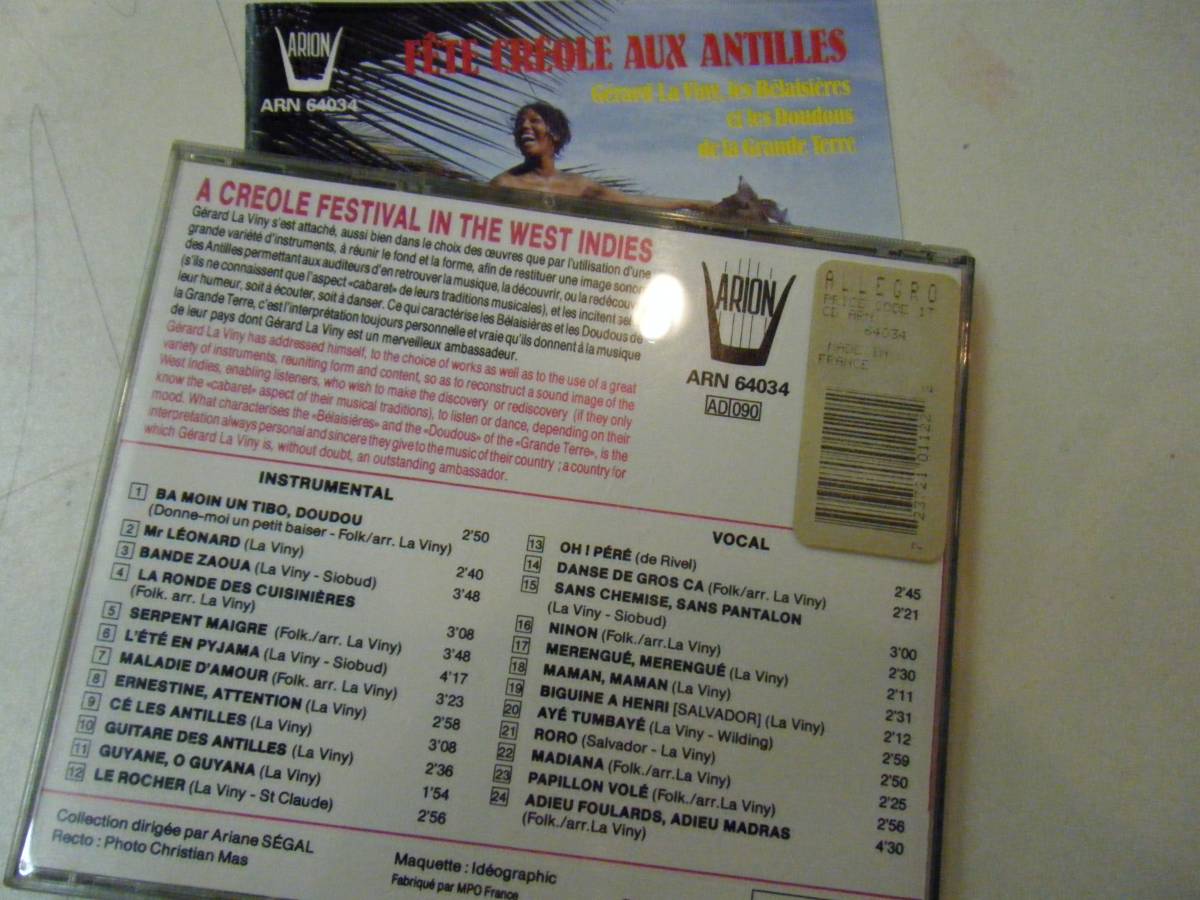 ARION
ARN 64034
FÊTE CRÉOLE AUX ANTILLES
Gérard La Viny, les Bélaisières
et les Doudous
de la Grande Terre
A CREOLE FESTIVAL IN THE WEST INDIES
Gérard La Viny s'est attaché, aussi bien dans le choix des œuvres que par l'utilisation d'une
grande variété d'instruments, à réunir le fond et la forme, afin de restituer une image sonore
des Antilles permettant aux auditeurs d'en retrouver la musique, la découvrir, ou la redécouvrir
(s'ils ne connaissent que l'aspect «cabaret» de leurs traditions musicales), et les incitent
leur humeur, soit à écouter, soit à danser. Ce qui caractérise les Bélaisières et les Doudous de
la Grande Terre, c'est l'interprétation toujours personnelle et vraie qu'ils donnent à la musique
de leur pays dont Gérard La Viny est un merveilleux ambassadeur.
Gérard La Viny has addressed himself, to the choice of works as well as to the use of a great
variety of instruments, reuniting form and content, so as to reconstruct a sound image of the
West Indies, enabling listeners, who wish to make the discovery or rediscovery (if they only
know the «cabaret» aspect of their musical traditions), to listen or dance, depending on their
mood. What characterises the «Bélaisières» and the «Doudous» of the «Grande Terre», is the
interpretation always personal and sincere they give to the music of their country ; a country for
which Gérard La Viny is, without doubt, an outstanding ambassador.
ARION
ARN 64034
AD 090
ALLEGRO
PRICE CODE 17
CD ARN
64034
MADE IN
FRANCE
INSTRUMENTAL
1 BA MOIN UN TIBO, DOUDOU
(Donne-moi un petit baiser - Folk/arr. La Viny) 2'50
2 Mr LÉONARD (La Viny) 2'40
3 BANDE ZAOUA (La Viny - Siobud) 3'48
4 LA RONDE DES CUISINIÈRES
(Folk. arr. La Viny) 3'08
5 SERPENT MAIGRE (Folk./arr. La Viny) 3'48
6 L'ÉTÉ EN PYJAMA (La Viny - Siobud) 4'17
7 MALADIE D'AMOUR (Folk. arr. La Viny) 3'23
8 ERNESTINE, ATTENTION (La Viny) 2'58
9 CÉ LES ANTILLES (La Viny) 3'08
10 GUITARE DES ANTILLES (La Viny) 2'36
11 GUYANE, O GUYANA (La Viny) 1'54
12 LE ROCHER (La Viny - St Claude) 2'56
VOCAL
13 OH ! PÉRÉ (de Rivel) 2'45
14 DANSE DE GROS CA (Folk/arr. La Viny) 2'21
15 SANS CHEMISE, SANS PANTALON
(La Viny - Siobud) 3'00
16 NINON (Folk./arr. La Viny) 2'30
17 MERENGUÉ, MERENGUÉ (La Viny) 2'11
18 MAMAN, MAMAN (La Viny) 2'31
19 BIGUINE A HENRI [SALVADOR] (La Viny) 2'12
20 AYÉ TUMBAYÉ (La Viny - Wilding) 2'59
21 RORO (Salvador - La Viny) 2'50
22 MADIANA (Folk./arr.La Viny) 2'25
23 PAPILLON VOLÉ (Folk./arr.La Viny) 2'56
24 ADIEU FOULARDS, ADIEU MADRAS
(Folk./arr.La Viny) 4'30
Collection dirigée par Ariane SÉGAL
Recto : Photo Christian Mas
Maquette : Idéographic
Fabriqué par MPO France